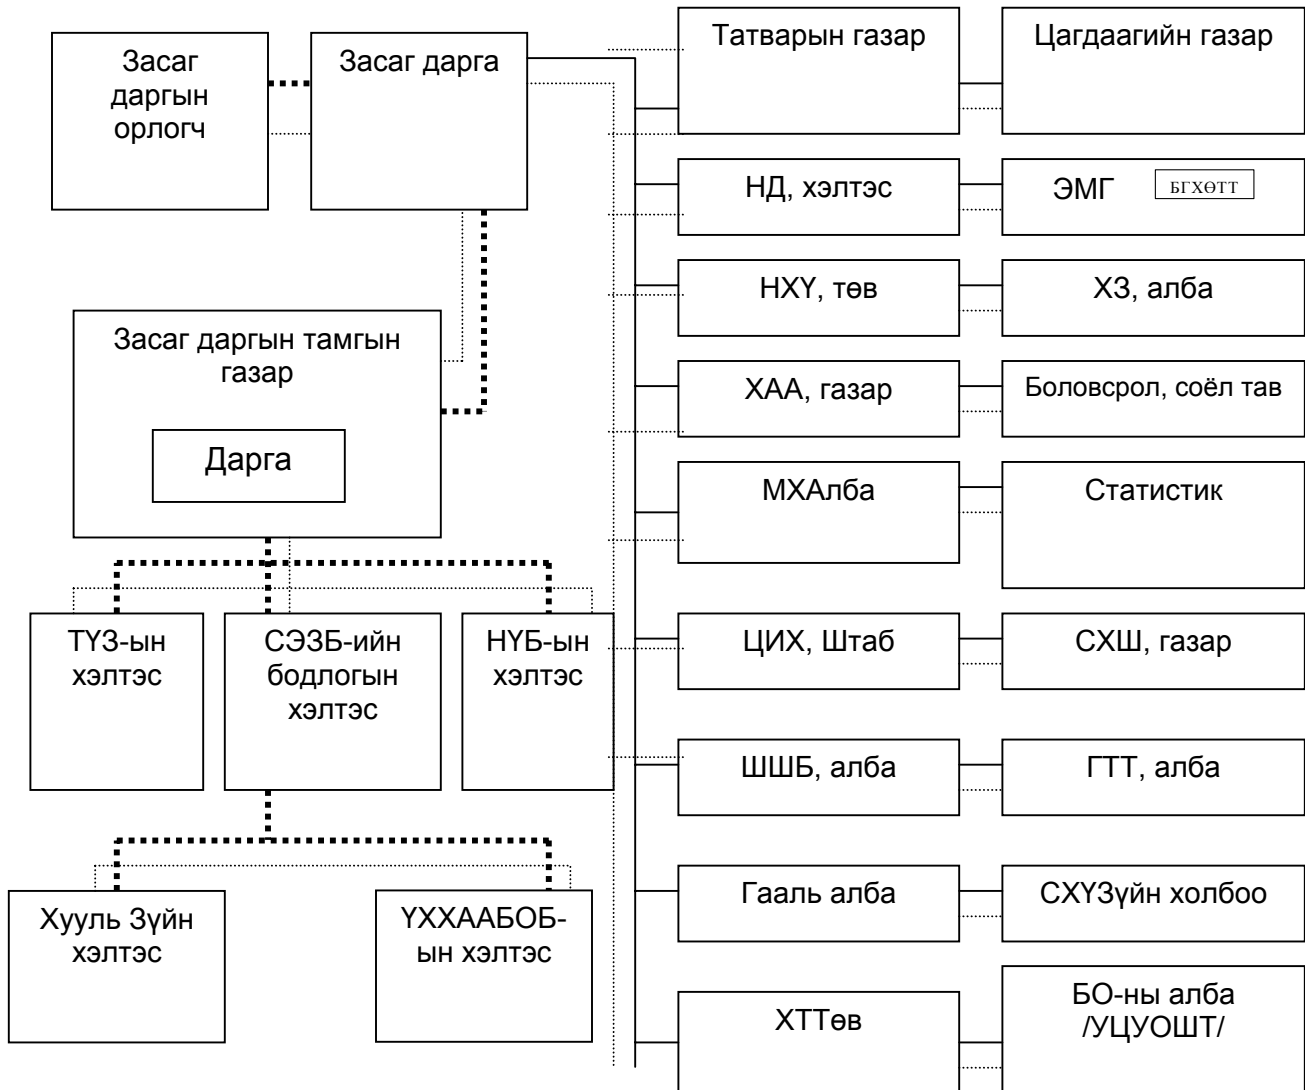 Засаг
даргын
орлогч
Засаг дарга
Засаг даргын тамгын
газар
Дарга
ТҮЗ-ын
хэлтэс
СЭЗБ-ийн
бодлогын
хэлтэс
НҮБ-ын
хэлтэс
Хууль Зүйн
хэлтэс
ҮХХААБОБ-
ын хэлтэс
Татварын газар
Цагдаагийн газар
НД, хэлтэс
ЭМГ
БГХӨТТ
НХҮ, төв
ХЗ, алба
ХАА, газар
Боловсрол, соёл тав
МХАлба
Статистик
ЦИХ, Штаб
СХШ, газар
ШШБ, алба
ГТТ, алба
Гааль алба
СХҮЗүйн холбоо
ХТТөв
БО-ны алба
/УЦУОШТ/